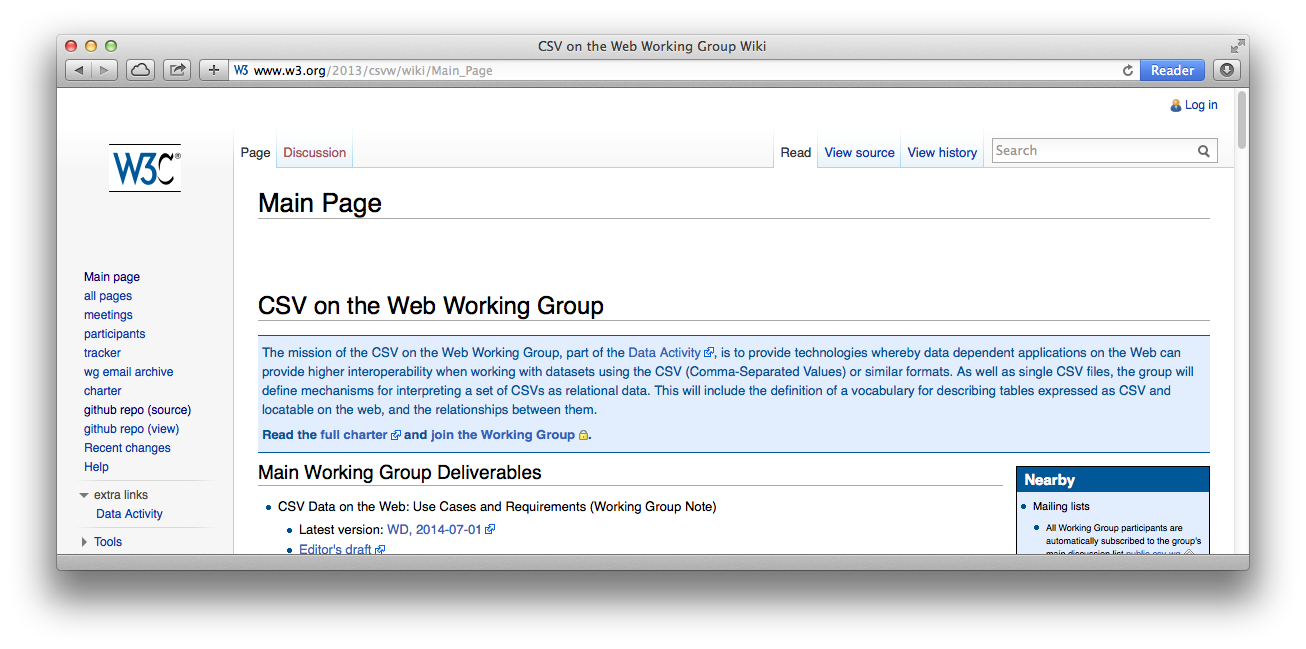 CSV on the Web Working Group Wiki
www.w3.org/2013/csvw/wiki/Main_Page
Reader
Log in
W3C®
Page
Discussion
Read
View source
View history
Search
Main Page
Main page
all pages
meetings
participants
tracker
wg email archive
charter
github repo (source)
github repo (view)
Recent changes
Help
extra links
Data Activity
Tools
CSV on the Web Working Group
The mission of the CSV on the Web Working Group, part of the Data Activity, is to provide technologies whereby data dependent applications on the Web can
provide higher interoperability when working with datasets using the CSV (Comma-Separated Values) or similar formats. As well as single CSV files, the group will
define mechanisms for interpreting a set of CSVs as relational data. This will include the definition of a vocabulary for describing tables expressed as CSV and
locatable on the web, and the relationships between them.
Read the full charter and join the Working Group.
Main Working Group Deliverables
CSV Data on the Web: Use Cases and Requirements (Working Group Note)
Latest version: WD, 2014-07-01
Editor's draft
Nearby
Mailing lists
All Working Group participants are
automatically subscribed to the group's
main discussion list public-csv-wg